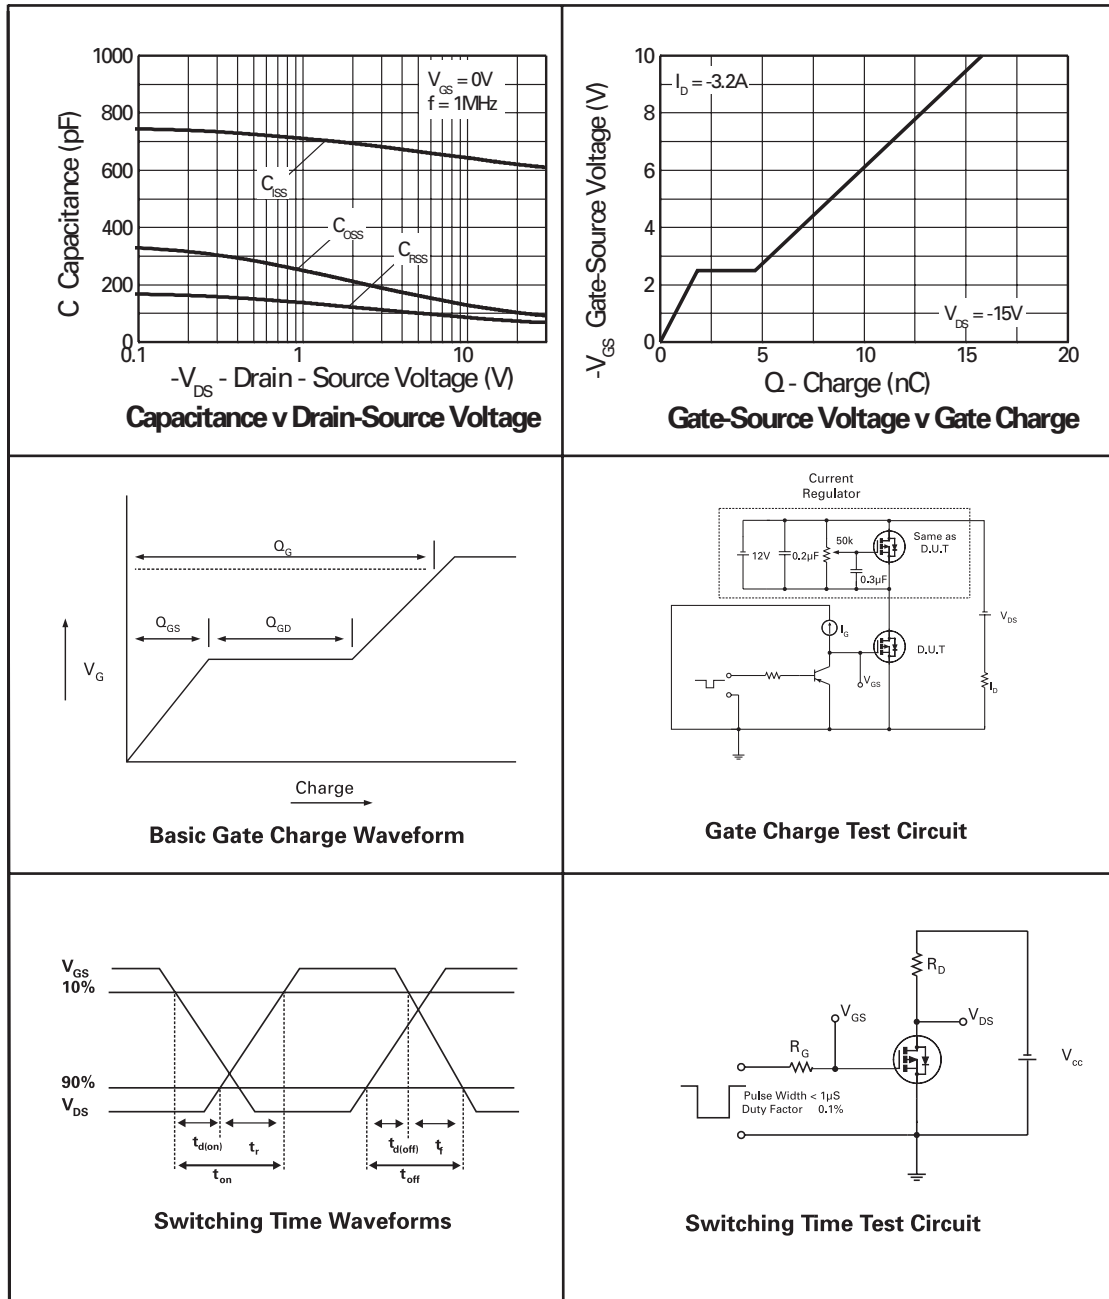 1000
800
600
400
200
0
0.1
1
10
C Capacitance (pF)
V_GS = 0V
f = 1MHz
C_ISS
C_OSS
C_RSS
-V_DS - Drain - Source Voltage (V)
Capacitance v Drain-Source Voltage
10
8
6
4
2
0
0
5
10
15
20
-V_GS Gate-Source Voltage (V)
I_D = -3.2A
V_DS = -15V
Q - Charge (nC)
Gate-Source Voltage v Gate Charge
Q_G
Q_GS
Q_GD
V_G
Charge
Basic Gate Charge Waveform
Current
Regulator
12V
0.2µF
50k
0.3µF
Same as
D.U.T
I_G
V_DS
D.U.T
V_GS
I_D
Gate Charge Test Circuit
V_GS
10%
90%
V_DS
t_d(on)
t_r
t_d(off)
t_f
t_on
t_off
Switching Time Waveforms
R_D
V_GS
V_DS
R_G
V_cc
Pulse Width < 1µS
Duty Factor 0.1%
Switching Time Test Circuit